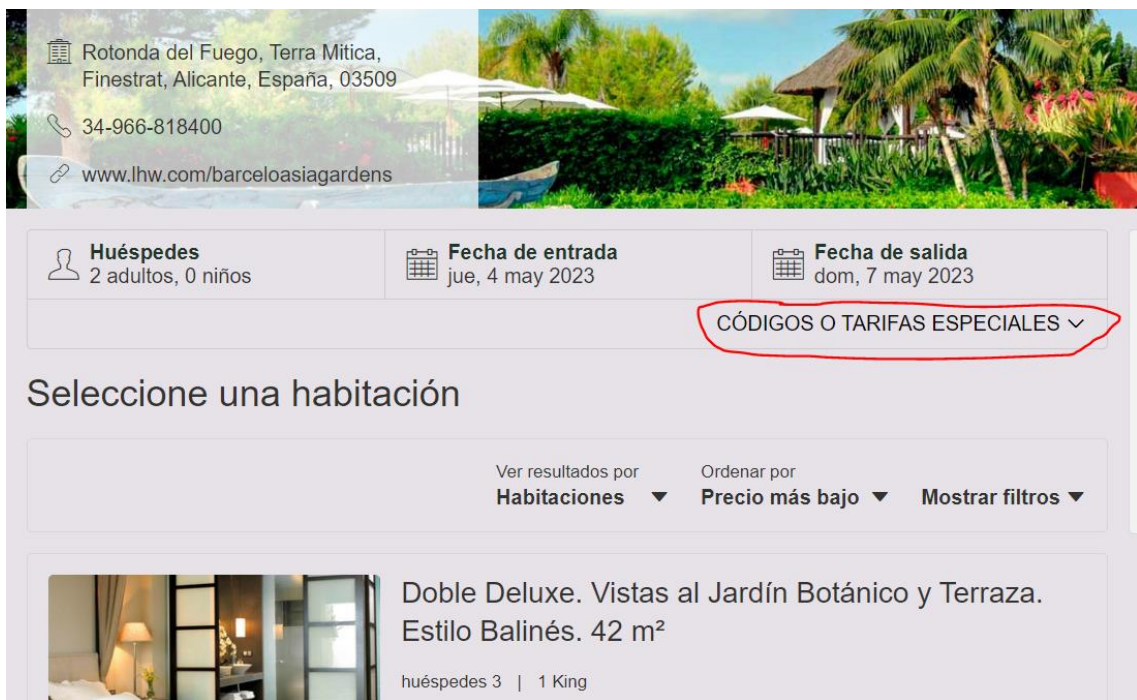 Rotonda del Fuego, Terra Mitica,
Finestrat, Alicante, España, 03509
34-966-818400
www.lhw.com/barceloasiagardens
Huéspedes
2 adultos, 0 niños
Fecha de entrada
jue, 4 may 2023
Fecha de salida
dom, 7 may 2023
CÓDIGOS O TARIFAS ESPECIALES
Seleccione una habitación
Ver resultados por
Habitaciones
Ordenar por
Precio más bajo
Mostrar filtros
Doble Deluxe. Vistas al Jardín Botánico y Terraza.
Estilo Balinés. 42 m²
huéspedes 3 | 1 King